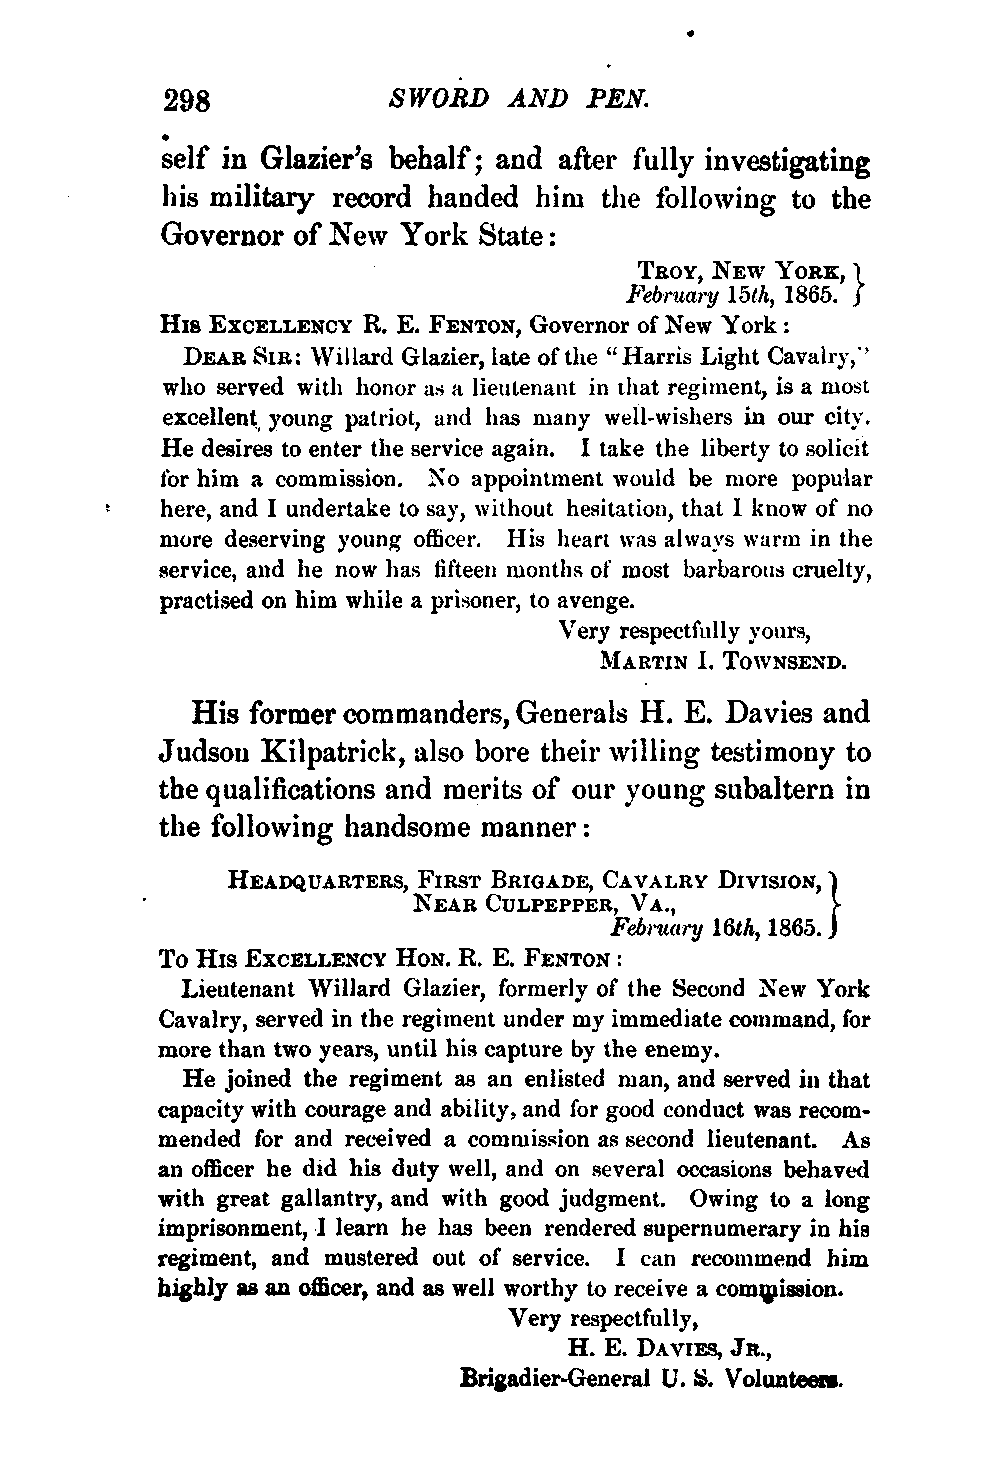 298 SWORD AND PEN.
self in Glazier's behalf; and after fully investigating
his military record handed him the following to the
Governor of New York State:
TROY, NEW YORK,
February 15th, 1865.
HIS EXCELLENCY R. E. FENTON, Governor of New York:
DEAR SIR: Willard Glazier, late of the "Harris Light Cavalry,"
who served with honor as a lieutenant in that regiment, is a most
excellent young patriot, and has many well-wishers in our city.
He desires to enter the service again. I take the liberty to solicit
for him a commission. No appointment would be more popular
here, and I undertake to say, without hesitation, that I know of no
more deserving young officer. His heart was always warm in the
service, and he now has fifteen months of most barbarous cruelty,
practised on him while a prisoner, to avenge.
Very respectfully yours,
MARTIN I. TOWNSEND.
His former commanders, Generals H. E. Davies and
Judson Kilpatrick, also bore their willing testimony to
the qualifications and merits of our young subaltern in
the following handsome manner:
HEADQUARTERS, FIRST BRIGADE, CAVALRY DIVISION,
NEAR CULPEPPER, VA.,
February 16th, 1865.
TO HIS EXCELLENCY HON. R. E. FENTON:
Lieutenant Willard Glazier, formerly of the Second New York
Cavalry, served in the regiment under my immediate command, for
more than two years, until his capture by the enemy.
He joined the regiment as an enlisted man, and served in that
capacity with courage and ability, and for good conduct was recom-
mended for and received a commission as second lieutenant. As
an officer he did his duty well, and on several occasions behaved
with great gallantry, and with good judgment. Owing to a long
imprisonment, I learn he has been rendered supernumerary in his
regiment, and mustered out of service. I can recommend him
highly as an officer, and as well worthy to receive a commission.
Very respectfully,
H. E. DAVIES, JR.,
Brigadier-General U. S. Volunteers.